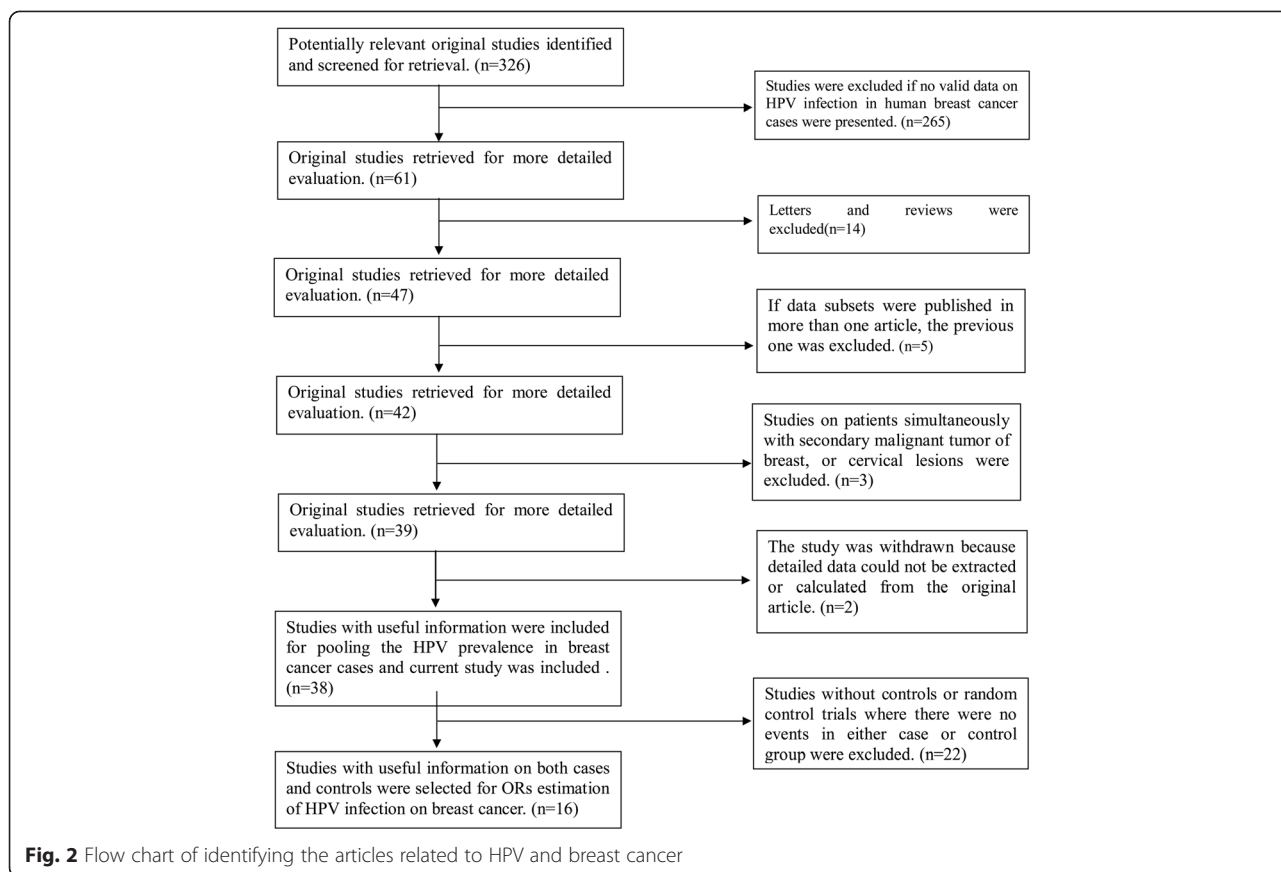 Potentially relevant original studies identified
and screened for retrieval. (n=326)
Studies were excluded if no valid data on
HPV infection in human breast cancer
cases were presented. (n=265)
Original studies retrieved for more detailed
evaluation. (n=61)
Letters and reviews were
excluded(n=14)
Original studies retrieved for more detailed
evaluation. (n=47)
If data subsets were published in
more than one article, the previous
one was excluded. (n=5)
Original studies retrieved for more detailed
evaluation. (n=42)
Studies on patients simultaneously
with secondary malignant tumor of
breast, or cervical lesions were
excluded. (n=3)
Original studies retrieved for more detailed
evaluation. (n=39)
The study was withdrawn because
detailed data could not be extracted
or calculated from the original
article. (n=2)
Studies with useful information were included
for pooling the HPV prevalence in breast
cancer cases and current study was included .
(n=38)
Studies without controls or random
control trials where there were no
events in either case or control
group were excluded. (n=22)
Studies with useful information on both cases
and controls were selected for ORs estimation
of HPV infection on breast cancer. (n=16)
Fig. 2 Flow chart of identifying the articles related to HPV and breast cancer